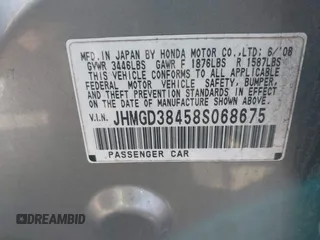 MFD. IN JAPAN BY HONDA MOTOR CO.,LTD: 6/'08
GVWR 3446LBS GAWR F 1876LBS R 1587LBS
THIS VEHICLE CONFORMS TO ALL APPLICABLE
FEDERAL MOTOR VEHICLE SAFETY, BUMPER,
AND THEFT PREVENTION STANDARDS IN EFFECT
ON THE DATE OF MANUFACTURE SHOWN ABOVE.
V.I.N. JHMGD38458S068675
PASSENGER CAR
© DREAMBID